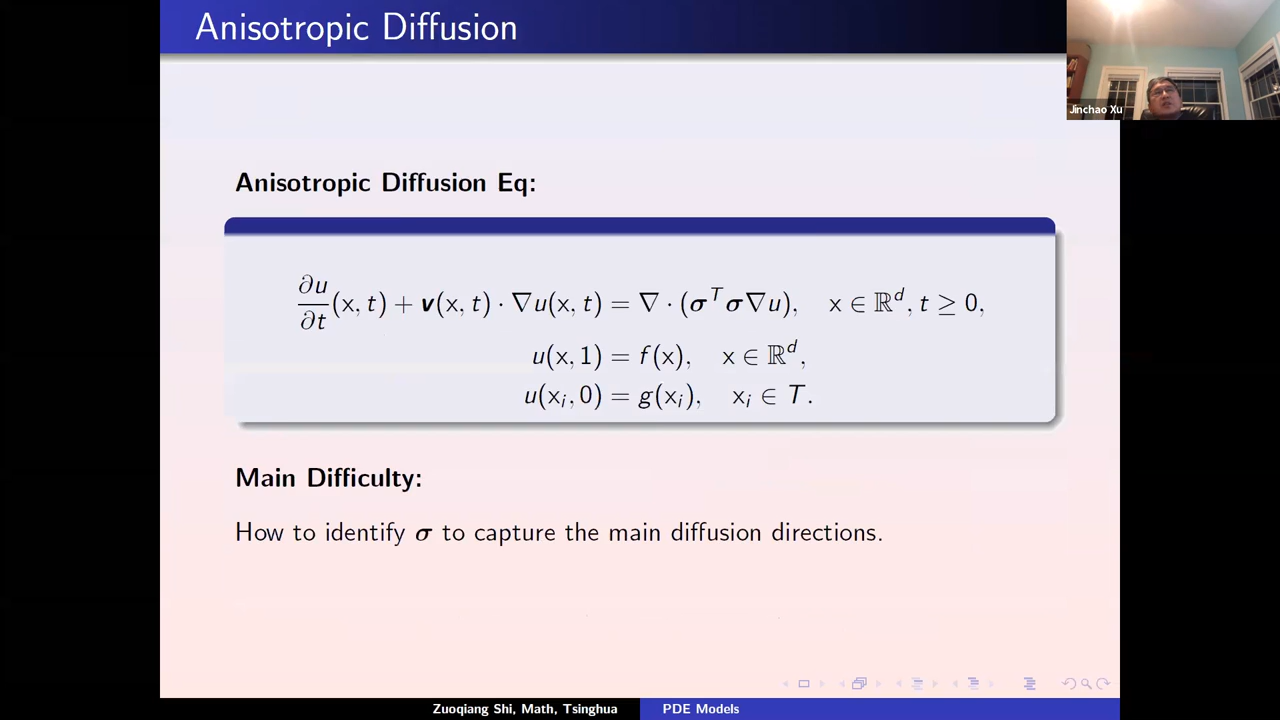 Anisotropic Diffusion
Jinchao Xu
Anisotropic Diffusion Eq:
∂u/∂t (x, t) + v(x, t) · ∇u(x, t) = ∇ · (σ^T σ∇u), x ∈ ℝ^d, t ≥ 0,
u(x, 1) = f(x), x ∈ ℝ^d,
u(x_i, 0) = g(x_i), x_i ∈ T.
Main Difficulty:
How to identify σ to capture the main diffusion directions.
Zuoqiang Shi, Math, Tsinghua
PDE Models